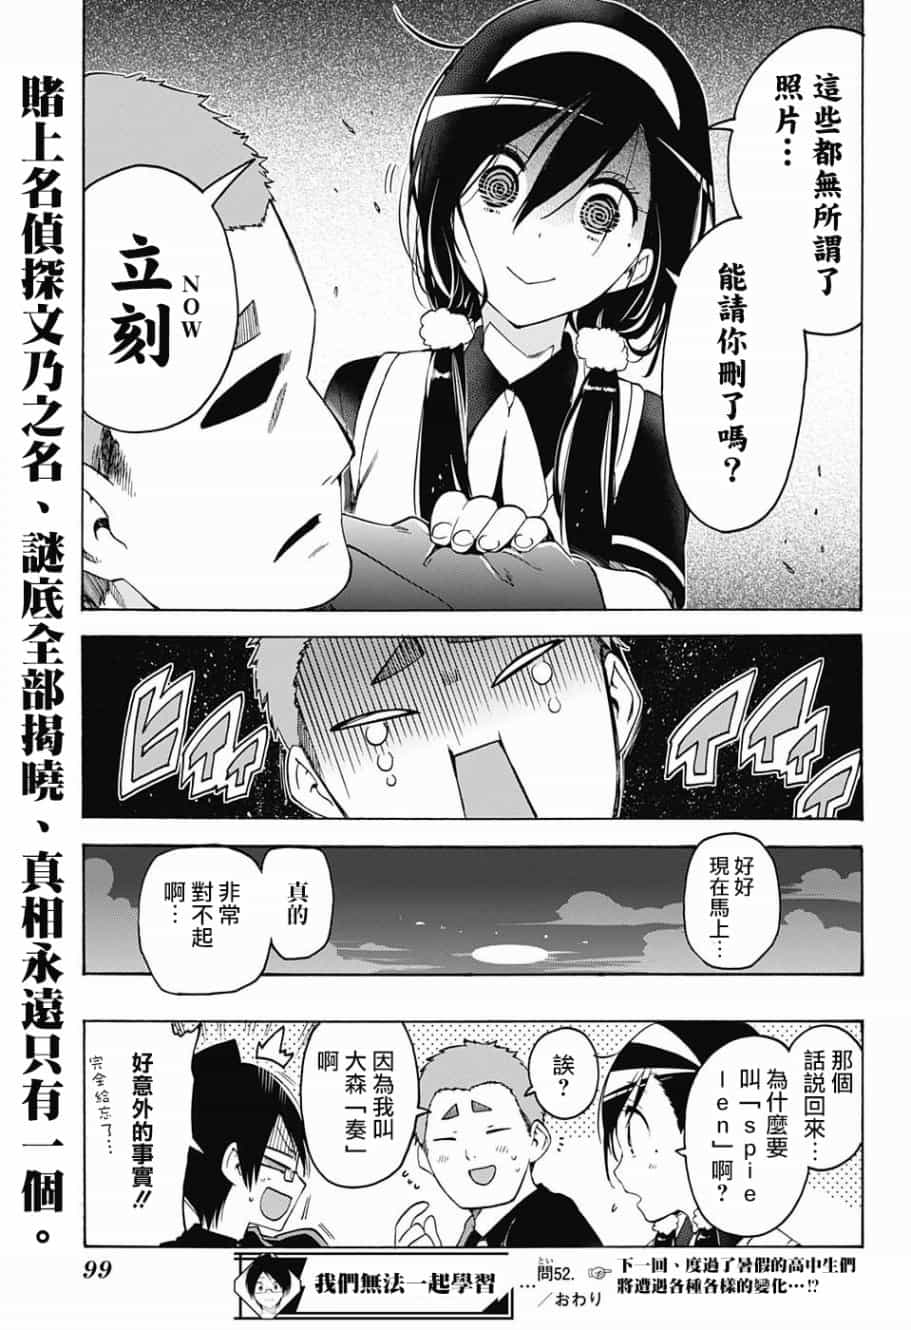 這些都無所謂了
照片…
能請你刪了嗎？
立刻
NOW
賭上名偵探文乃之名、謎底全部揭曉、真相永遠只有一個。
ヒィィィィィ
好好
現在馬上…
真的
非常
對不起
啊…
那個
話說回來…
為什麼要
叫「spie
len」啊？
誒？
因為我叫
大森「奏」
啊
好意外的事實!!
完全給忘了…
99
我們無法一起學習
…
とい
問52.
／おわり
☞下一回、度過了暑假的高中生們
將遭遇各種各樣的變化…!?